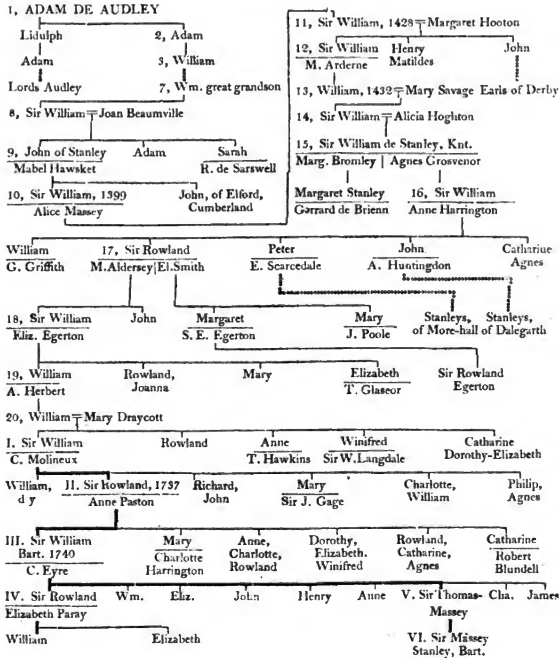 1, ADAM DE AUDLEY
Lidulph 2, Adam
Adam 3, William
Lords Audley 7, Wm. great grandson
8, Sir William Joan Beaumville
9, John of Stanley Adam Sarah
Mabel Hawsket R. de Sarswell
10, Sir William, 1399 John, of Elford,
Alice Massey Cumberland
11, Sir William, 1428 Margaret Hooton
12, Sir William Henry John
M. Arderne Matildes
13, William, 1432 Mary Savage Earls of Derby
14, Sir William Alicia Hoghton
15, Sir William de Stanley, Knt.
Marg. Bromley | Agnes Grosvenor
Margaret Stanley 16, Sir William
Gerrard de Brienn Anne Harrington
William 17, Sir Rowland Peter John Catharine
G. Griffith M.Aldersey|El.Smith E. Scarcedale A. Huntingdon Agnes
18, Sir William John Margaret Mary Stanleys, Stanleys,
Eliz. Egerton S. E. Egerton J. Poole of More-hall of Dalegarth
19, William Rowland, Mary Elizabeth Sir Rowland
A. Herbert Joanna T. Glaseor Egerton
20, William Mary Draycott
I. Sir William Rowland Anne Winifred Catharine
C. Molineux T. Hawkins Sir W. Langdale Dorothy-Elizabeth
William, II. Sir Rowland, 1737 Richard, Mary Charlotte, Philip,
d y Anne Paston John Sir J. Gage William Agnes
III. Sir William Mary Anne, Dorothy, Rowland, Catharine
Bart. 1740 Charlotte Charlotte, Elizabeth. Catharine, Robert
C. Eyre Harrington Rowland Winifred Agnes Blundell
IV. Sir Rowland Wm. Eliz. John Henry Anne V. Sir Thomas- Cha. James
Elizabeth Paray Massey
William Elizabeth VI. Sir Massey
Stanley, Bart.